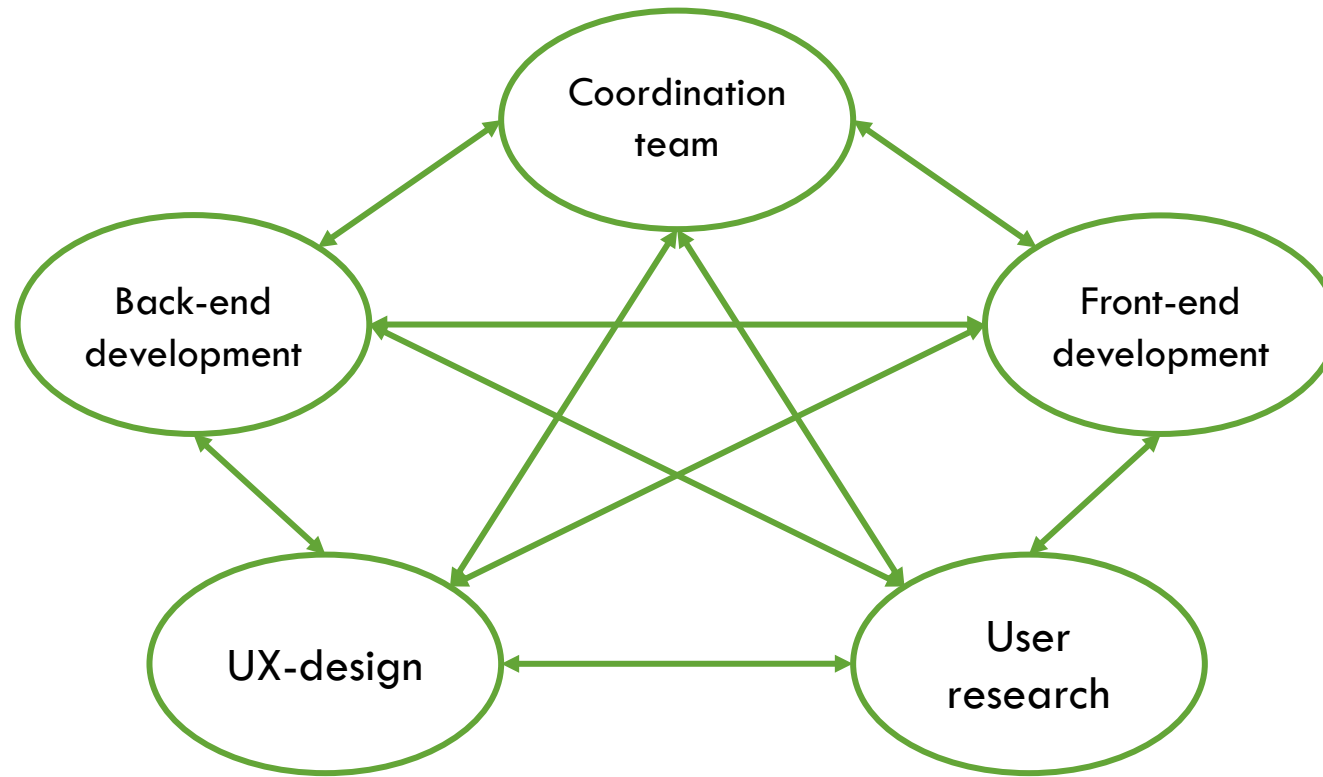 Coordination
team
Back-end
development
Front-end
development
UX-design
User
research